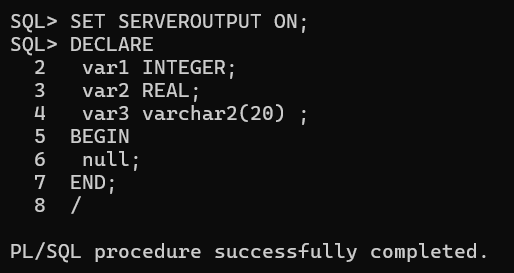 SQL> SET SERVEROUTPUT ON;
SQL> DECLARE
  2   var1 INTEGER;
  3   var2 REAL;
  4   var3 varchar2(20) ;
  5  BEGIN
  6   null;
  7  END;
  8  /

PL/SQL procedure successfully completed.